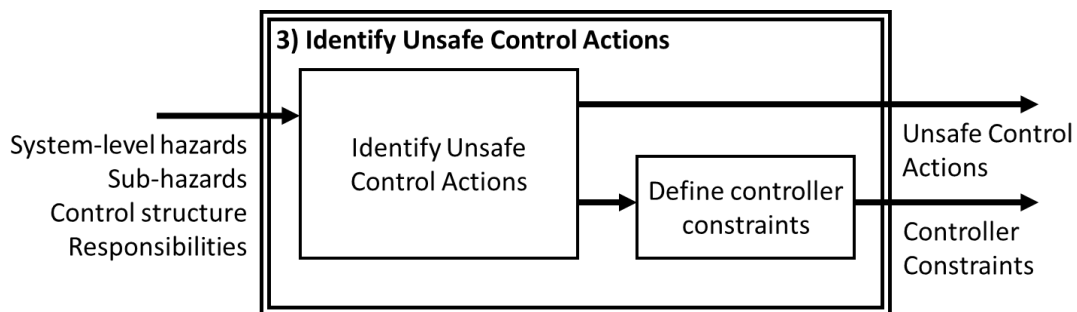 3) Identify Unsafe Control Actions
System-level hazards
Sub-hazards
Control structure
Responsibilities
Identify Unsafe
Control Actions
Define controller
constraints
Unsafe Control
Actions
Controller
Constraints